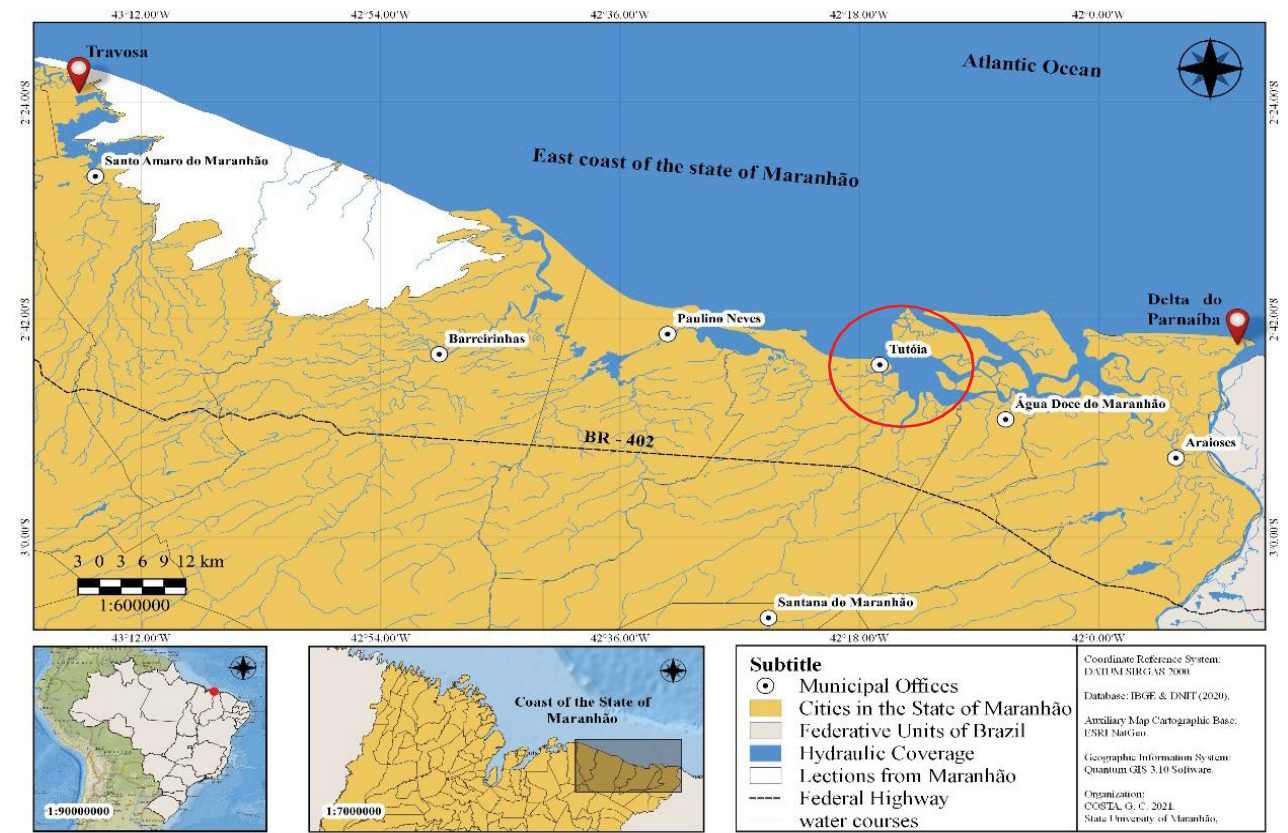 43°12.00'W 42°54.00'W 42°36.00'W 42°18.00'W 42°0.00'W
Travosa
Atlantic Ocean
2°24.00'S 2°24.00'S
Santo Amaro do Maranhão
East coast of the state of Maranhão
Delta do
Parnaíba
2°42.00'S 2°42.00'S
Paulino Neves
Barreirinhas
Tutóia
Água Doce do Maranhão
BR - 402
Araioses
3°0.00'S 3°0.00'S
3 0 3 6 9 12 km
1:600000
Santana do Maranhão
43°12.00'W 42°54.00'W 42°36.00'W 42°18.00'W 42°0.00'W
1:90000000
Coast of the State of
Maranhão
1:7000000
Subtitle
Municipal Offices
Cities in the State of Maranhão
Federative Units of Brazil
Hydraulic Coverage
Lections from Maranhão
Federal Highway
water courses
Coordinate Reference System:
DATUM SIRGAS 2000.
Database: IBGE & DNIT (2020).
Auxiliary Map Cartographic Base:
ESRI NatGeo.
Geographic Information System:
Quantum GIS 3.10 Software.
Organization:
COSTA, G. C. 2021.
State University of Maranhão,